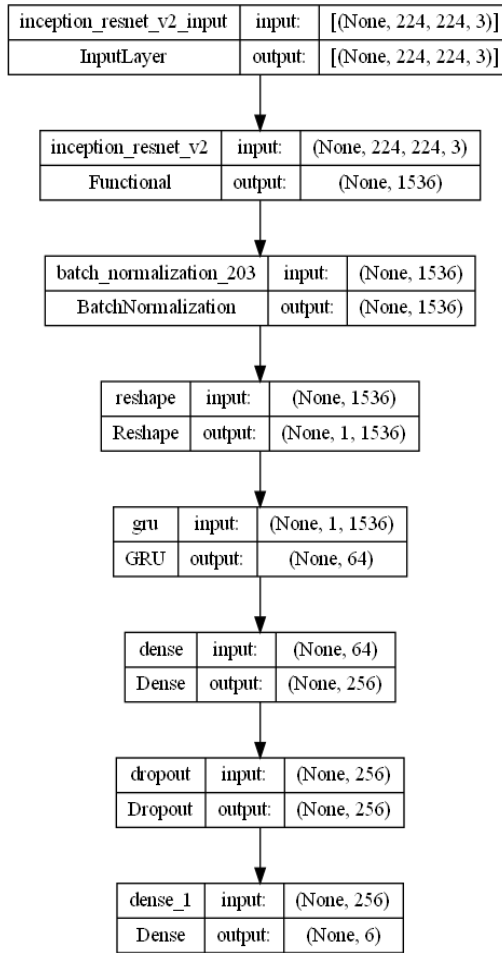 inception_resnet_v2_input input: [(None, 224, 224, 3)]
InputLayer output: [(None, 224, 224, 3)]
inception_resnet_v2 input: (None, 224, 224, 3)
Functional output: (None, 1536)
batch_normalization_203 input: (None, 1536)
BatchNormalization output: (None, 1536)
reshape input: (None, 1536)
Reshape output: (None, 1, 1536)
gru input: (None, 1, 1536)
GRU output: (None, 64)
dense input: (None, 64)
Dense output: (None, 256)
dropout input: (None, 256)
Dropout output: (None, 256)
dense_1 input: (None, 256)
Dense output: (None, 6)